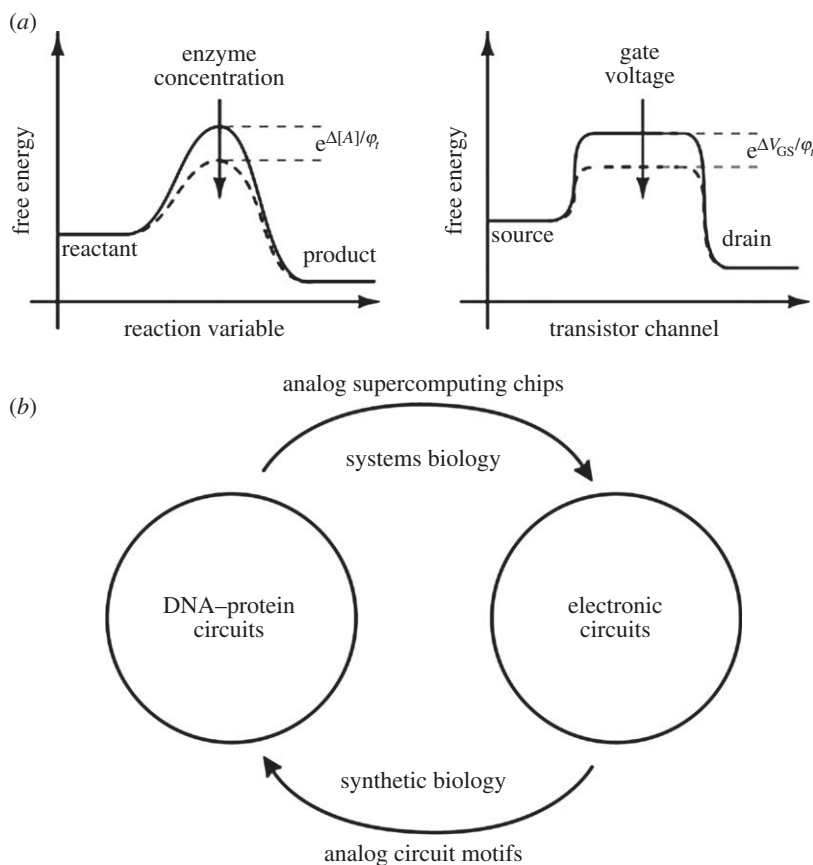 (a)
free energy
enzyme
concentration
e^Δ[A]/φt
reactant
product
reaction variable
free energy
gate
voltage
e^ΔV_GS/φt
source
drain
transistor channel
(b)
analog supercomputing chips
systems biology
DNA–protein
circuits
electronic
circuits
synthetic biology
analog circuit motifs